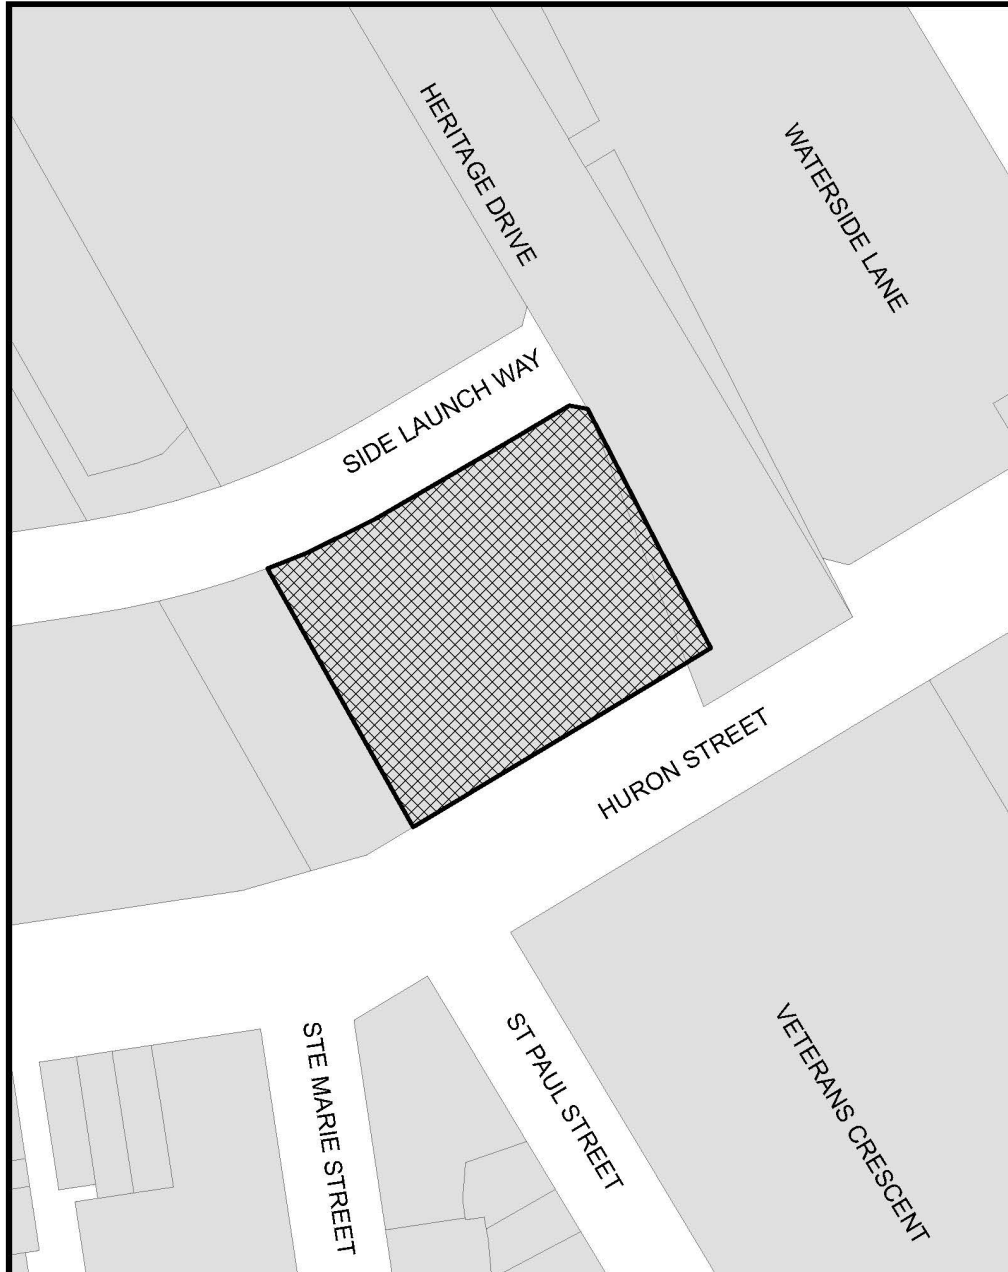 HERITAGE DRIVE
WATERSIDE LANE
SIDE LAUNCH WAY
HURON STREET
STE MARIE STREET
ST PAUL STREET
VETERANS CRESCENT